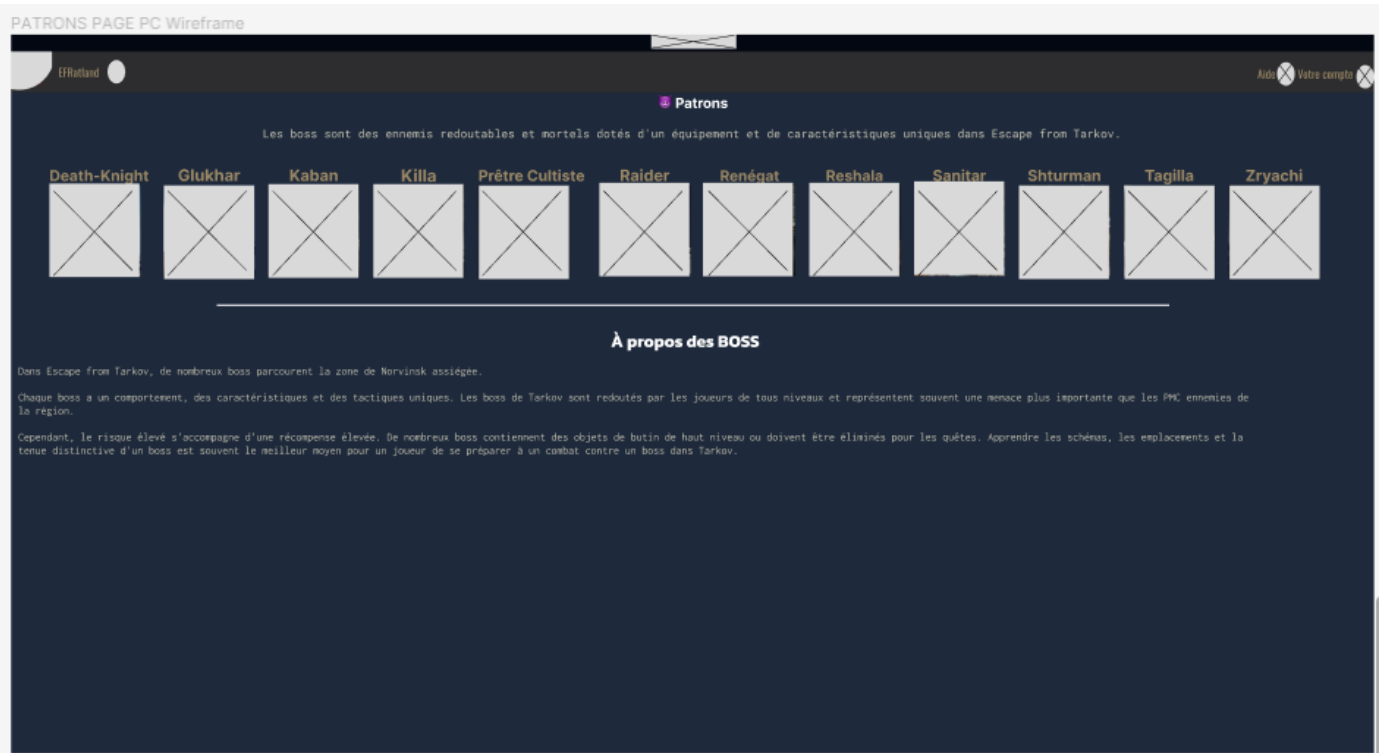 PATRONS PAGE PC Wireframe
EFRatland
Aide
Votre compte
Patrons
Les boss sont des ennemis redoutables et mortels dotés d'un équipement et de caractéristiques uniques dans Escape from Tarkov.
Death-Knight
Glukhar
Kaban
Killa
Prêtre Cultiste
Raider
Renégat
Reshala
Sanitar
Shturman
Tagilla
Zryachi
À propos des BOSS
Dans Escape from Tarkov, de nombreux boss parcourent la zone de Norvinsk assiégée.
Chaque boss a un comportement, des caractéristiques et des tactiques uniques. Les boss de Tarkov sont redoutés par les joueurs de tous niveaux et représentent souvent une menace plus importante que les PMC ennemies de
la région.
Cependant, le risque élevé s'accompagne d'une récompense élevée. De nombreux boss contiennent des objets de butin de haut niveau ou doivent être éliminés pour les quêtes. Apprendre les schémas, les emplacements et la
tenue distinctive d'un boss est souvent le meilleur moyen pour un joueur de se préparer à un combat contre un boss dans Tarkov.